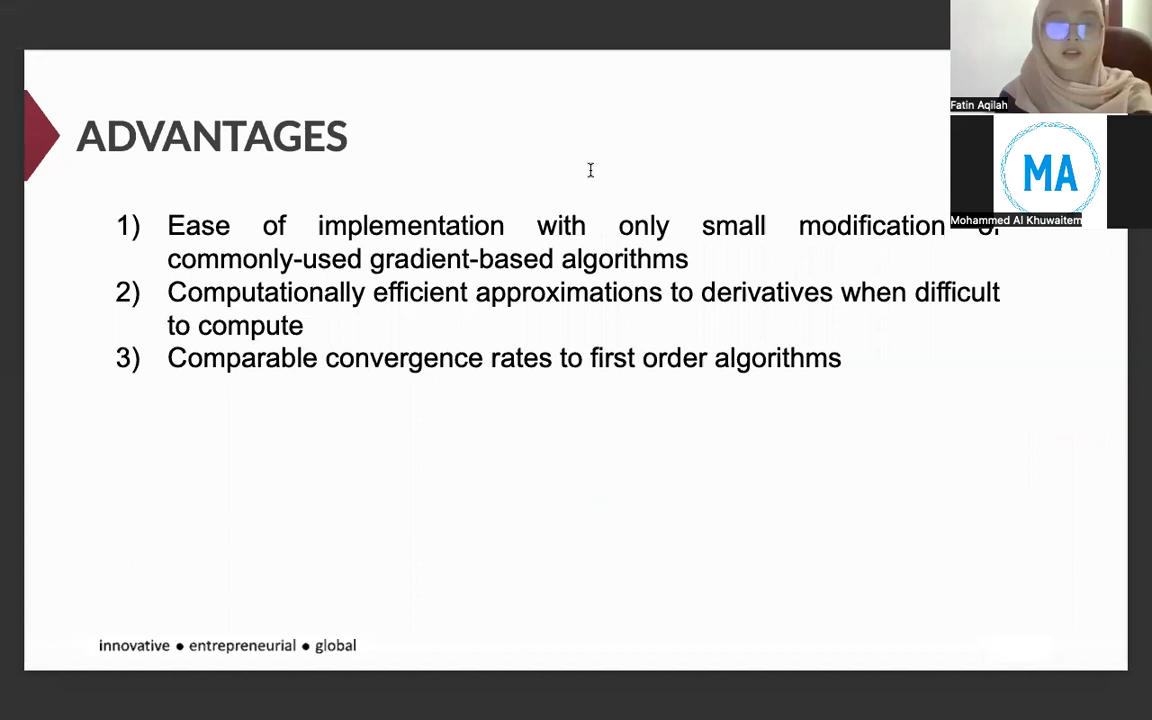 ADVANTAGES
1) Ease of implementation with only small modification of
commonly-used gradient-based algorithms
2) Computationally efficient approximations to derivatives when difficult
to compute
3) Comparable convergence rates to first order algorithms
innovative ● entrepreneurial ● global
Fatin Aqilah
MA
Mohammed Al Khuwaitem